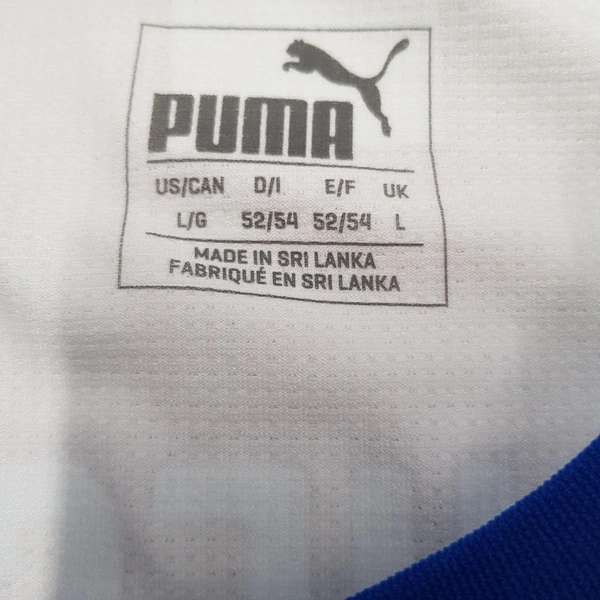 PUMA
US/CAN D/I E/F UK
L/G 52/54 52/54 L
MADE IN SRI LANKA
FABRIQUÉ EN SRI LANKA